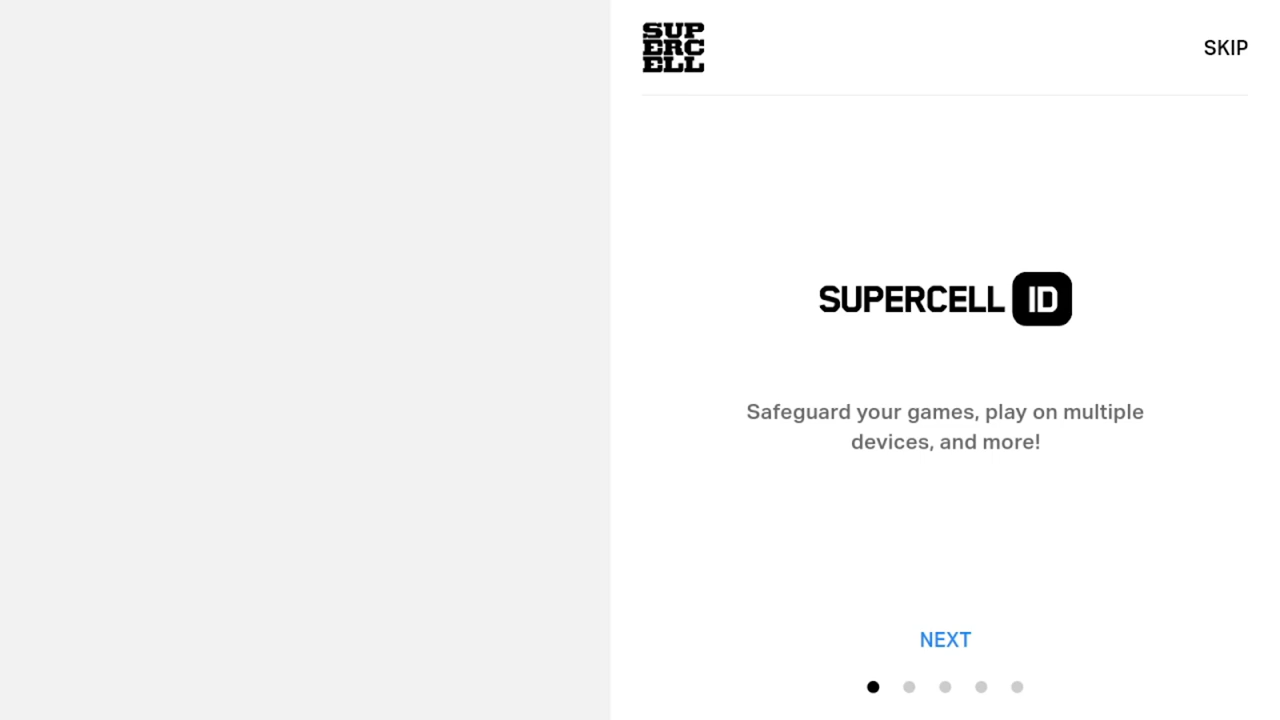 SUP
ERC
ELL
SKIP
SUPERCELL ID
Safeguard your games, play on multiple
devices, and more!
NEXT